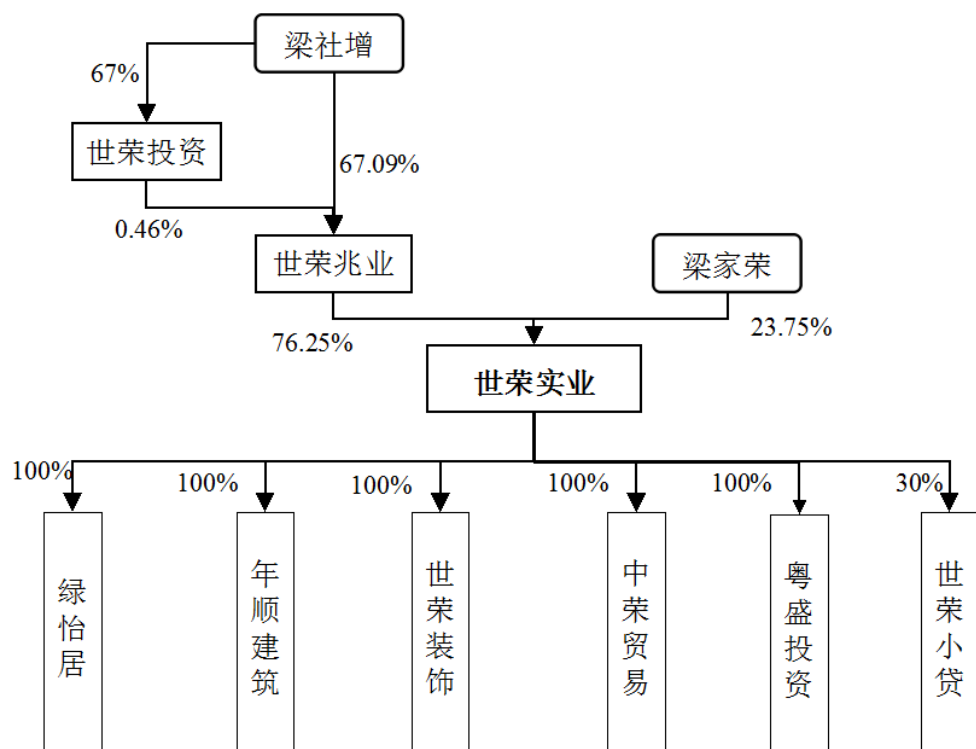 梁社增
67%
世荣投资
67.09%
0.46%
世荣兆业
梁家荣
76.25%
23.75%
世荣实业
100%
100%
100%
100%
100%
30%
绿怡居
年顺建筑
世荣装饰
中荣贸易
粤盛投资
世荣小贷